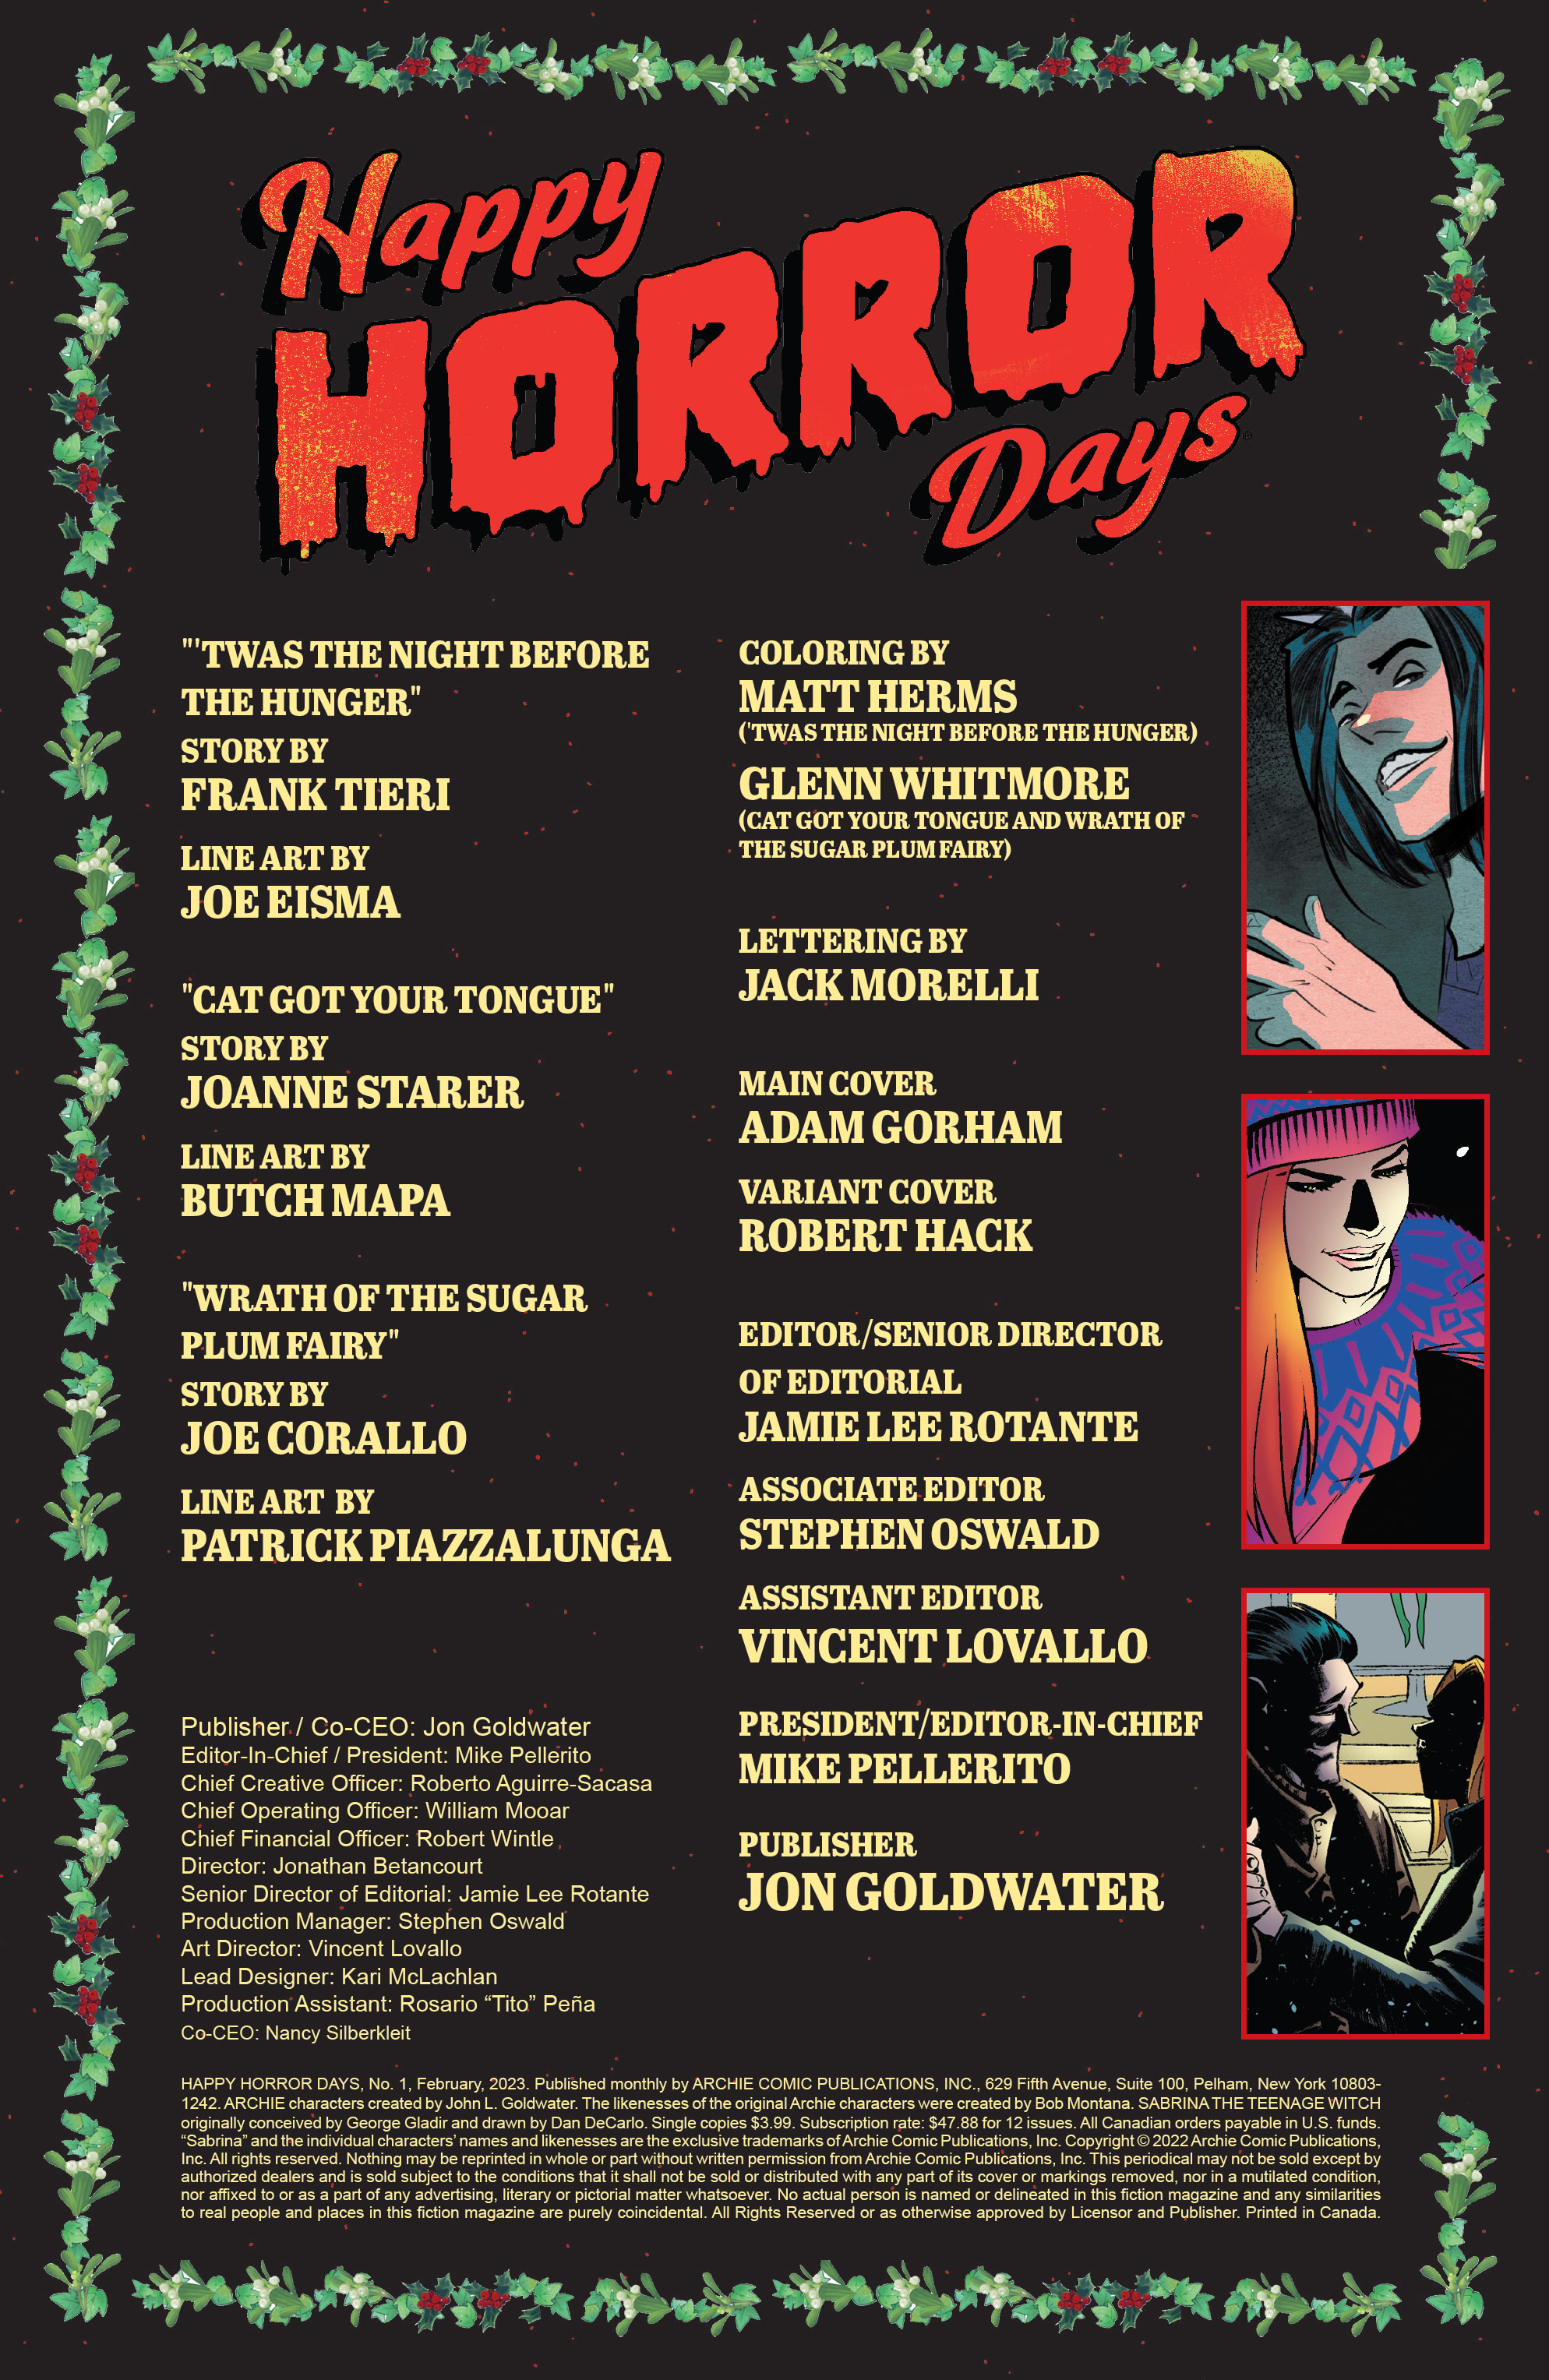 Happy
HORROR
Days
"'TWAS THE NIGHT BEFORE
THE HUNGER"
STORY BY
FRANK TIERI
LINE ART BY
JOE EISMA
"CAT GOT YOUR TONGUE"
STORY BY
JOANNE STARER
LINE ART BY
BUTCH MAPA
"WRATH OF THE SUGAR
PLUM FAIRY"
STORY BY
JOE CORALLO
LINE ART BY
PATRICK PIAZZALUNGA
COLORING BY
MATT HERMS
('TWAS THE NIGHT BEFORE THE HUNGER)
GLENN WHITMORE
(CAT GOT YOUR TONGUE AND WRATH OF
THE SUGAR PLUM FAIRY)
LETTERING BY
JACK MORELLI
MAIN COVER
ADAM GORHAM
VARIANT COVER
ROBERT HACK
EDITOR/SENIOR DIRECTOR
OF EDITORIAL
JAMIE LEE ROTANTE
ASSOCIATE EDITOR
STEPHEN OSWALD
ASSISTANT EDITOR
VINCENT LOVALLO
PRESIDENT/EDITOR-IN-CHIEF
MIKE PELLERITO
PUBLISHER
JON GOLDWATER
Publisher / Co-CEO: Jon Goldwater
Editor-In-Chief / President: Mike Pellerito
Chief Creative Officer: Roberto Aguirre-Sacasa
Chief Operating Officer: William Mooar
Chief Financial Officer: Robert Wintle
Director: Jonathan Betancourt
Senior Director of Editorial: Jamie Lee Rotante
Production Manager: Stephen Oswald
Art Director: Vincent Lovallo
Lead Designer: Kari McLachlan
Production Assistant: Rosario “Tito” Peña
Co-CEO: Nancy Silberkleit
HAPPY HORROR DAYS, No. 1, February, 2023. Published monthly by ARCHIE COMIC PUBLICATIONS, INC., 629 Fifth Avenue, Suite 100, Pelham, New York 10803-
1242. ARCHIE characters created by John L. Goldwater. The likenesses of the original Archie characters were created by Bob Montana. SABRINA THE TEENAGE WITCH
originally conceived by George Gladir and drawn by Dan DeCarlo. Single copies $3.99. Subscription rate: $47.88 for 12 issues. All Canadian orders payable in U.S. funds.
“Sabrina” and the individual characters’ names and likenesses are the exclusive trademarks of Archie Comic Publications, Inc. Copyright © 2022 Archie Comic Publications,
Inc. All rights reserved. Nothing may be reprinted in whole or part without written permission from Archie Comic Publications, Inc. This periodical may not be sold except by
authorized dealers and is sold subject to the conditions that it shall not be sold or distributed with any part of its cover or markings removed, nor in a mutilated condition,
nor affixed to or as a part of any advertising, literary or pictorial matter whatsoever. No actual person is named or delineated in this fiction magazine and any similarities
to real people and places in this fiction magazine are purely coincidental. All Rights Reserved or as otherwise approved by Licensor and Publisher. Printed in Canada.